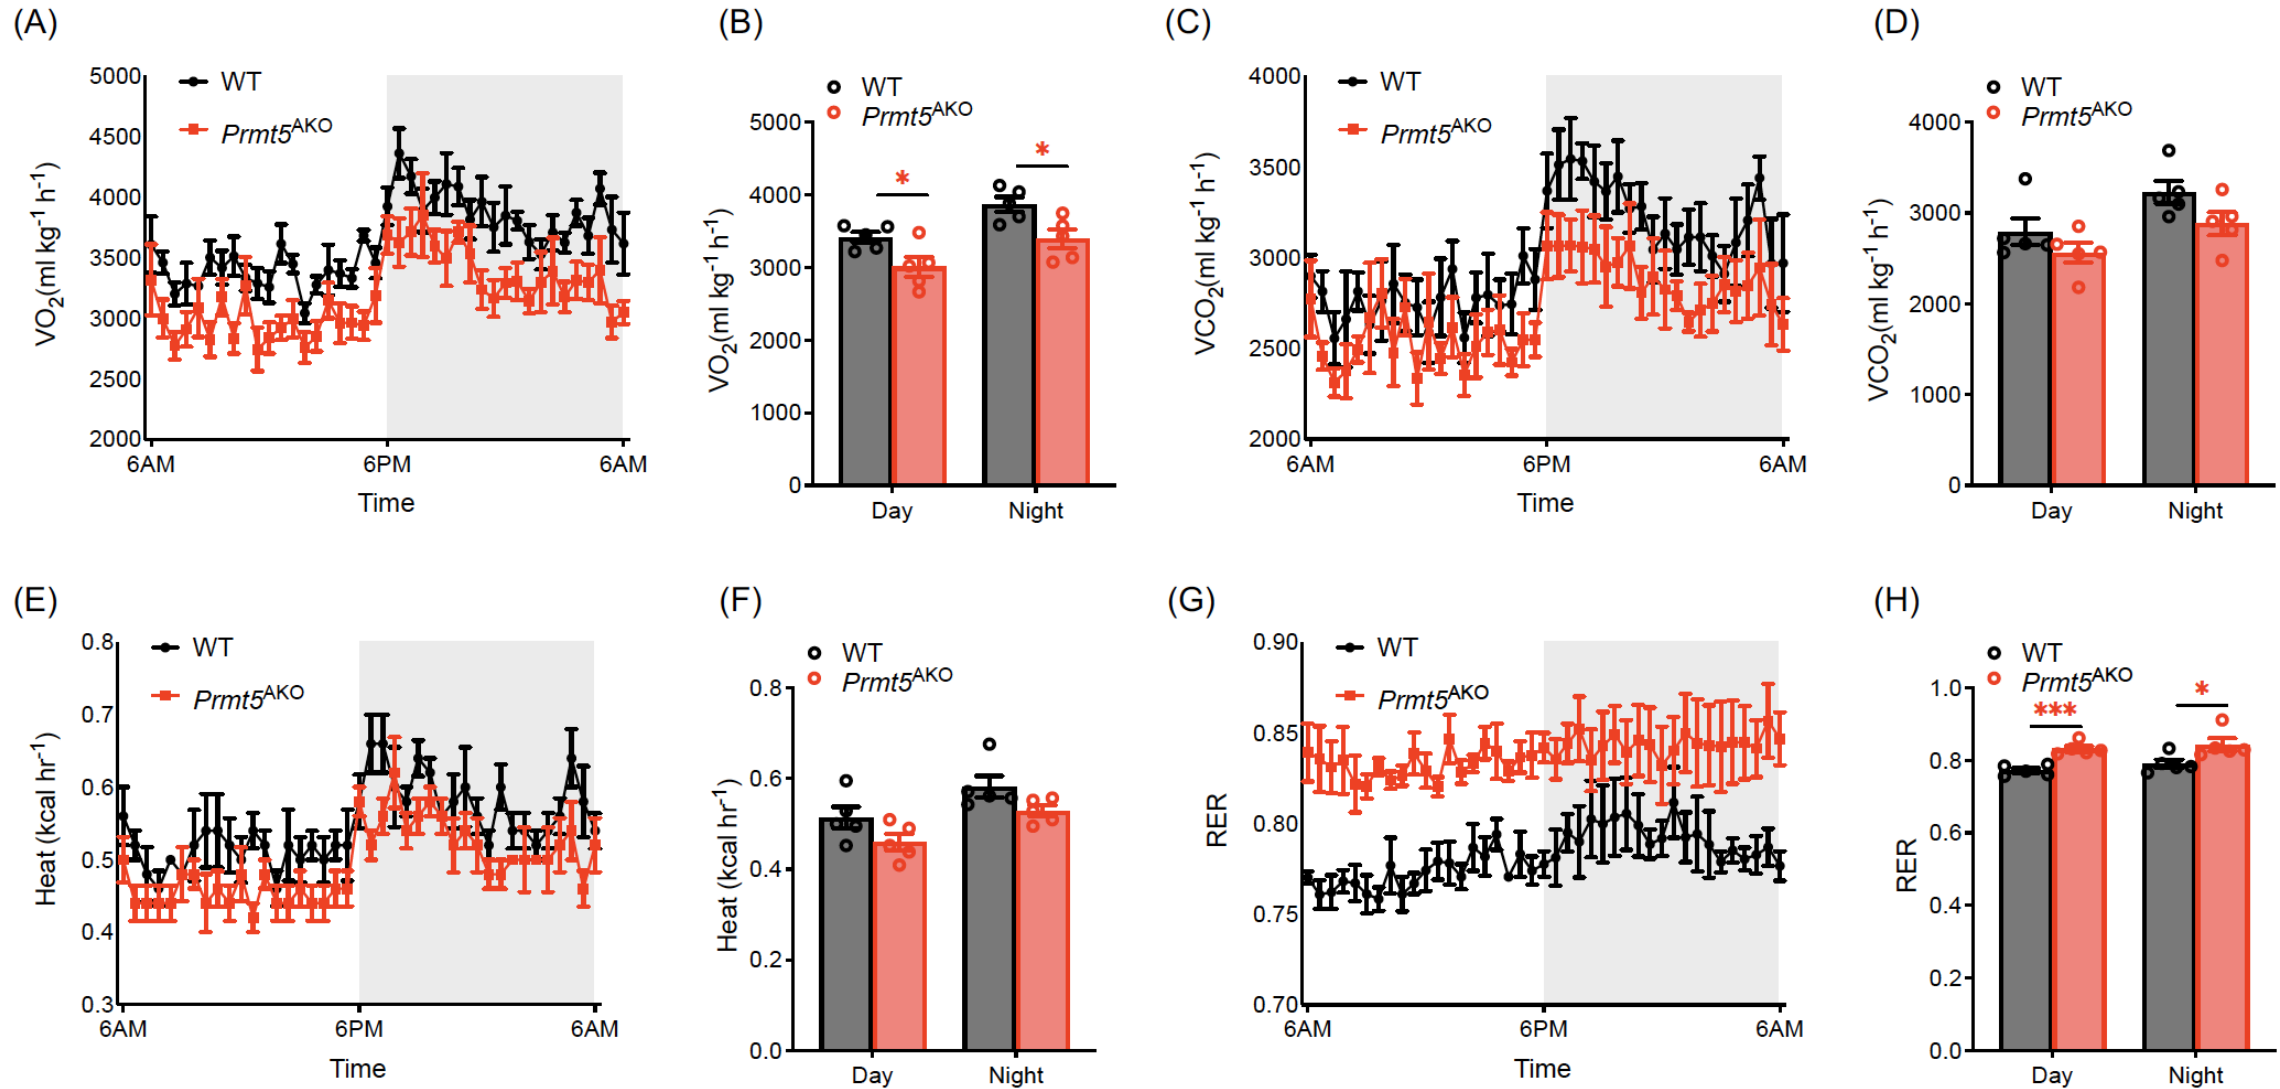 (A)
WT
Prmt5AKO
VO2(ml kg-1 h-1)
5000
4500
4000
3500
3000
2500
2000
6AM
6PM
6AM
Time
(B)
WT
Prmt5AKO
VO2(ml kg-1 h-1)
5000
4000
3000
2000
1000
0
*
*
Day
Night
(C)
WT
Prmt5AKO
VCO2(ml kg-1 h-1)
4000
3500
3000
2500
2000
6AM
6PM
6AM
Time
(D)
WT
Prmt5AKO
VCO2(ml kg-1 h-1)
4000
3000
2000
1000
0
Day
Night
(E)
WT
Prmt5AKO
Heat (kcal hr-1)
0.8
0.7
0.6
0.5
0.4
0.3
6AM
6PM
6AM
Time
(F)
WT
Prmt5AKO
Heat (kcal hr-1)
0.8
0.6
0.4
0.2
0.0
Day
Night
(G)
WT
Prmt5AKO
RER
0.90
0.85
0.80
0.75
0.70
6AM
6PM
6AM
Time
(H)
WT
Prmt5AKO
RER
1.0
0.8
0.6
0.4
0.2
0.0
***
*
Day
Night